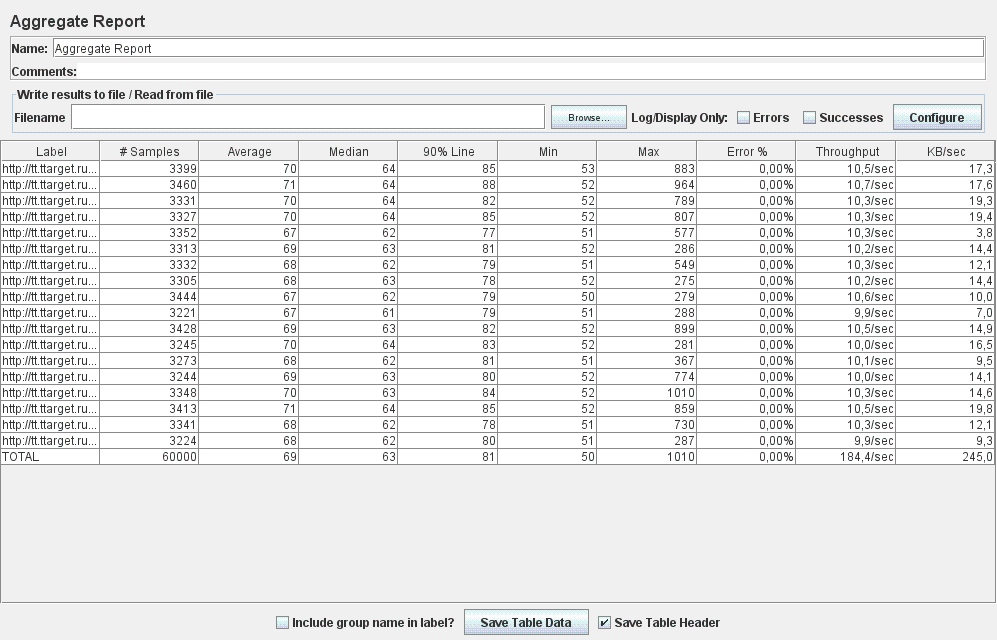 Aggregate Report
Name: Aggregate Report
Comments:
Write results to file / Read from file
Filename Browse... Log/Display Only: Errors Successes Configure
Label # Samples Average Median 90% Line Min Max Error % Throughput KB/sec
http://tt.ttarget.ru... 3399 70 64 85 53 883 0,00% 10,5/sec 17,3
http://tt.ttarget.ru... 3460 71 64 88 52 964 0,00% 10,7/sec 17,6
http://tt.ttarget.ru... 3331 70 64 82 52 789 0,00% 10,3/sec 19,3
http://tt.ttarget.ru... 3327 70 64 85 52 807 0,00% 10,3/sec 19,4
http://tt.ttarget.ru... 3352 67 62 77 51 577 0,00% 10,3/sec 3,8
http://tt.ttarget.ru... 3313 69 63 81 52 286 0,00% 10,2/sec 14,4
http://tt.ttarget.ru... 3332 68 62 79 51 549 0,00% 10,3/sec 12,1
http://tt.ttarget.ru... 3305 68 63 78 52 275 0,00% 10,2/sec 14,4
http://tt.ttarget.ru... 3444 67 62 79 50 279 0,00% 10,6/sec 10,0
http://tt.ttarget.ru... 3221 67 61 79 51 288 0,00% 9,9/sec 7,0
http://tt.ttarget.ru... 3428 69 63 82 52 899 0,00% 10,5/sec 14,9
http://tt.ttarget.ru... 3245 70 64 83 52 281 0,00% 10,0/sec 16,5
http://tt.ttarget.ru... 3273 68 62 81 51 367 0,00% 10,1/sec 9,5
http://tt.ttarget.ru... 3244 69 63 80 52 774 0,00% 10,0/sec 14,1
http://tt.ttarget.ru... 3348 70 63 84 52 1010 0,00% 10,3/sec 14,6
http://tt.ttarget.ru... 3413 71 64 85 52 859 0,00% 10,5/sec 19,8
http://tt.ttarget.ru... 3341 68 62 78 51 730 0,00% 10,3/sec 12,1
http://tt.ttarget.ru... 3224 68 62 80 51 287 0,00% 9,9/sec 9,3
TOTAL 60000 69 63 81 50 1010 0,00% 184,4/sec 245,0
Include group name in label? Save Table Data Save Table Header